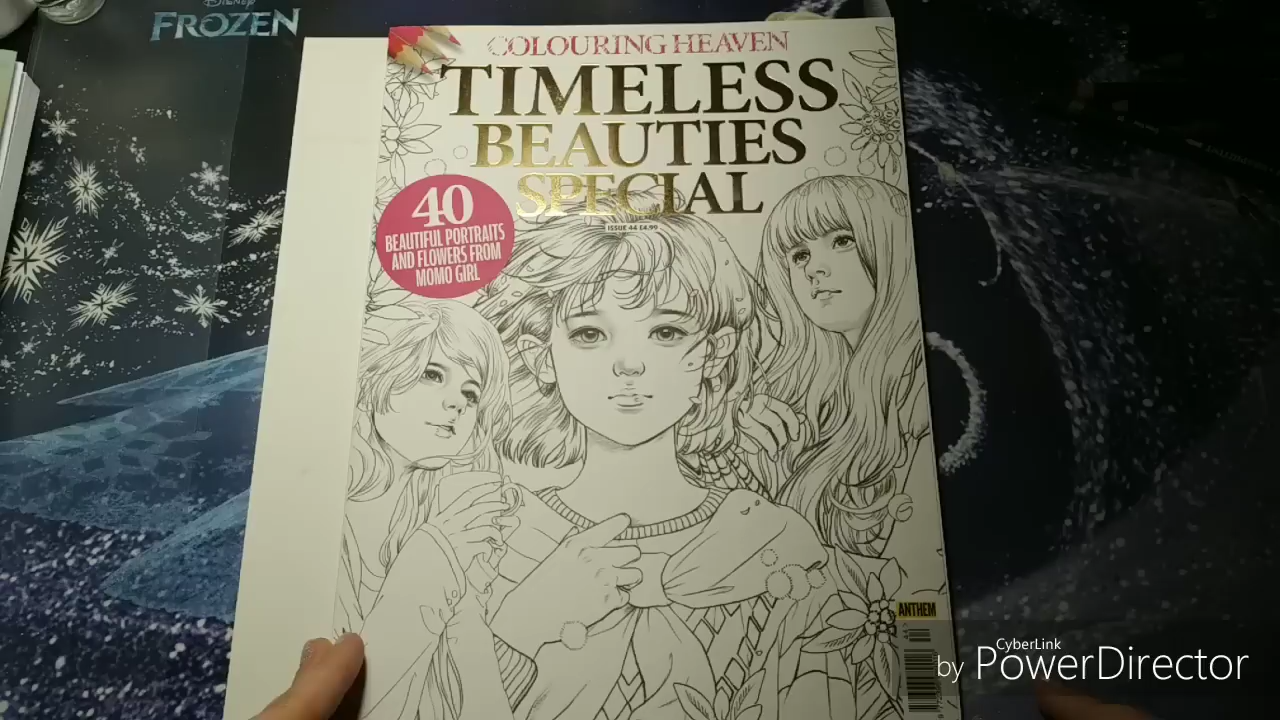 Disney
FROZEN
COLOURING HEAVEN
TIMELESS
BEAUTIES
SPECIAL
ISSUE 44 £4.99
40
BEAUTIFUL PORTRAITS
AND FLOWERS FROM
MOMO GIRL
ANTHEM
CyberLink
by PowerDirector